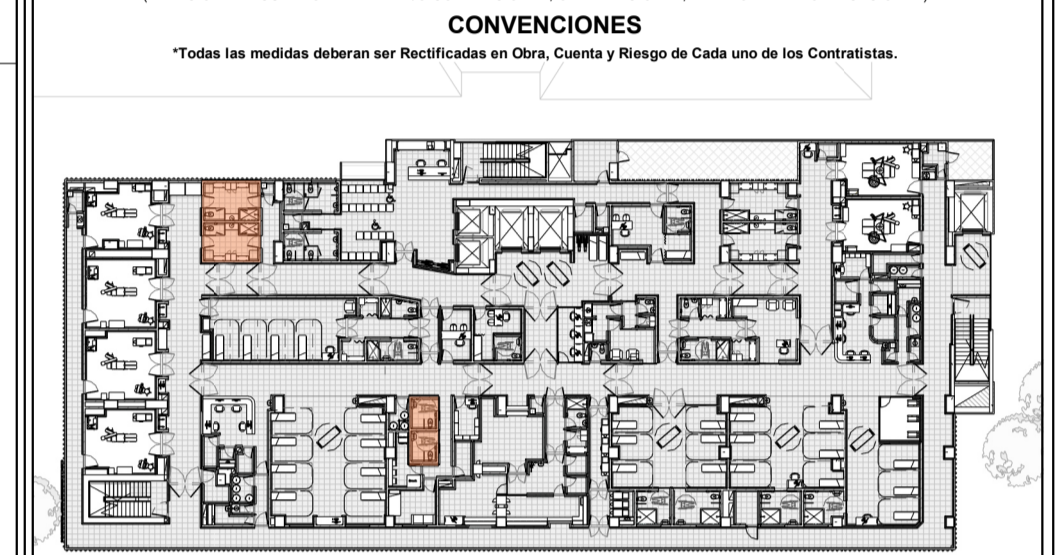 CONVENCIONES
*Todas las medidas deberan ser Rectificadas en Obra, Cuenta y Riesgo de Cada uno de los Contratistas.